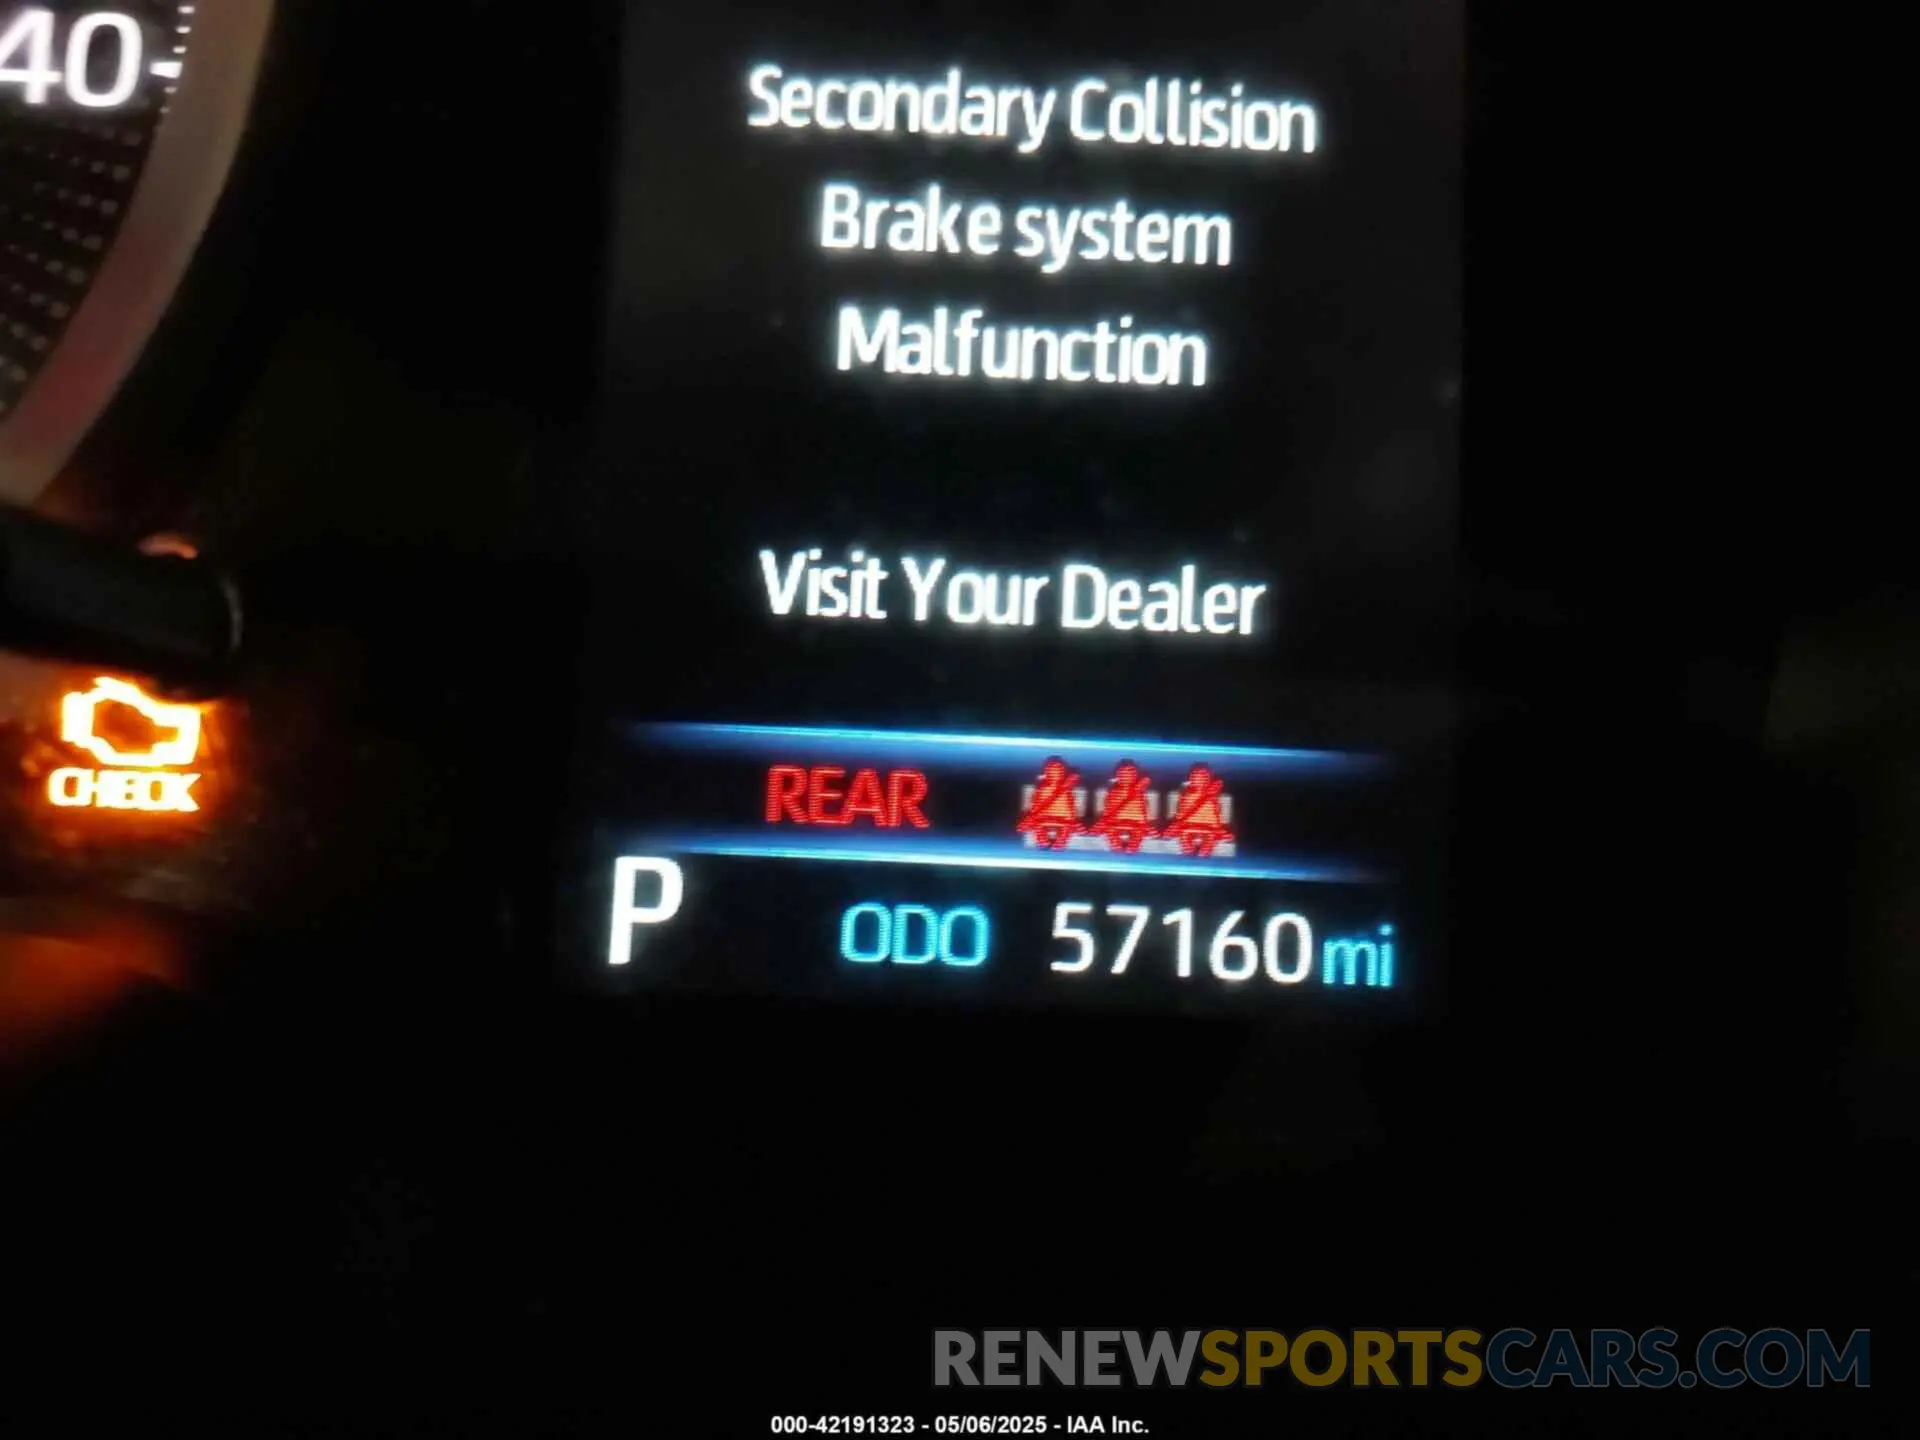 40
Secondary Collision
Brake system
Malfunction
Visit Your Dealer
CHECK
REAR
P ODO 57160 mi
RENEWSPORTSCARS.COM
000-42191323 - 05/06/2025 - IAA Inc.